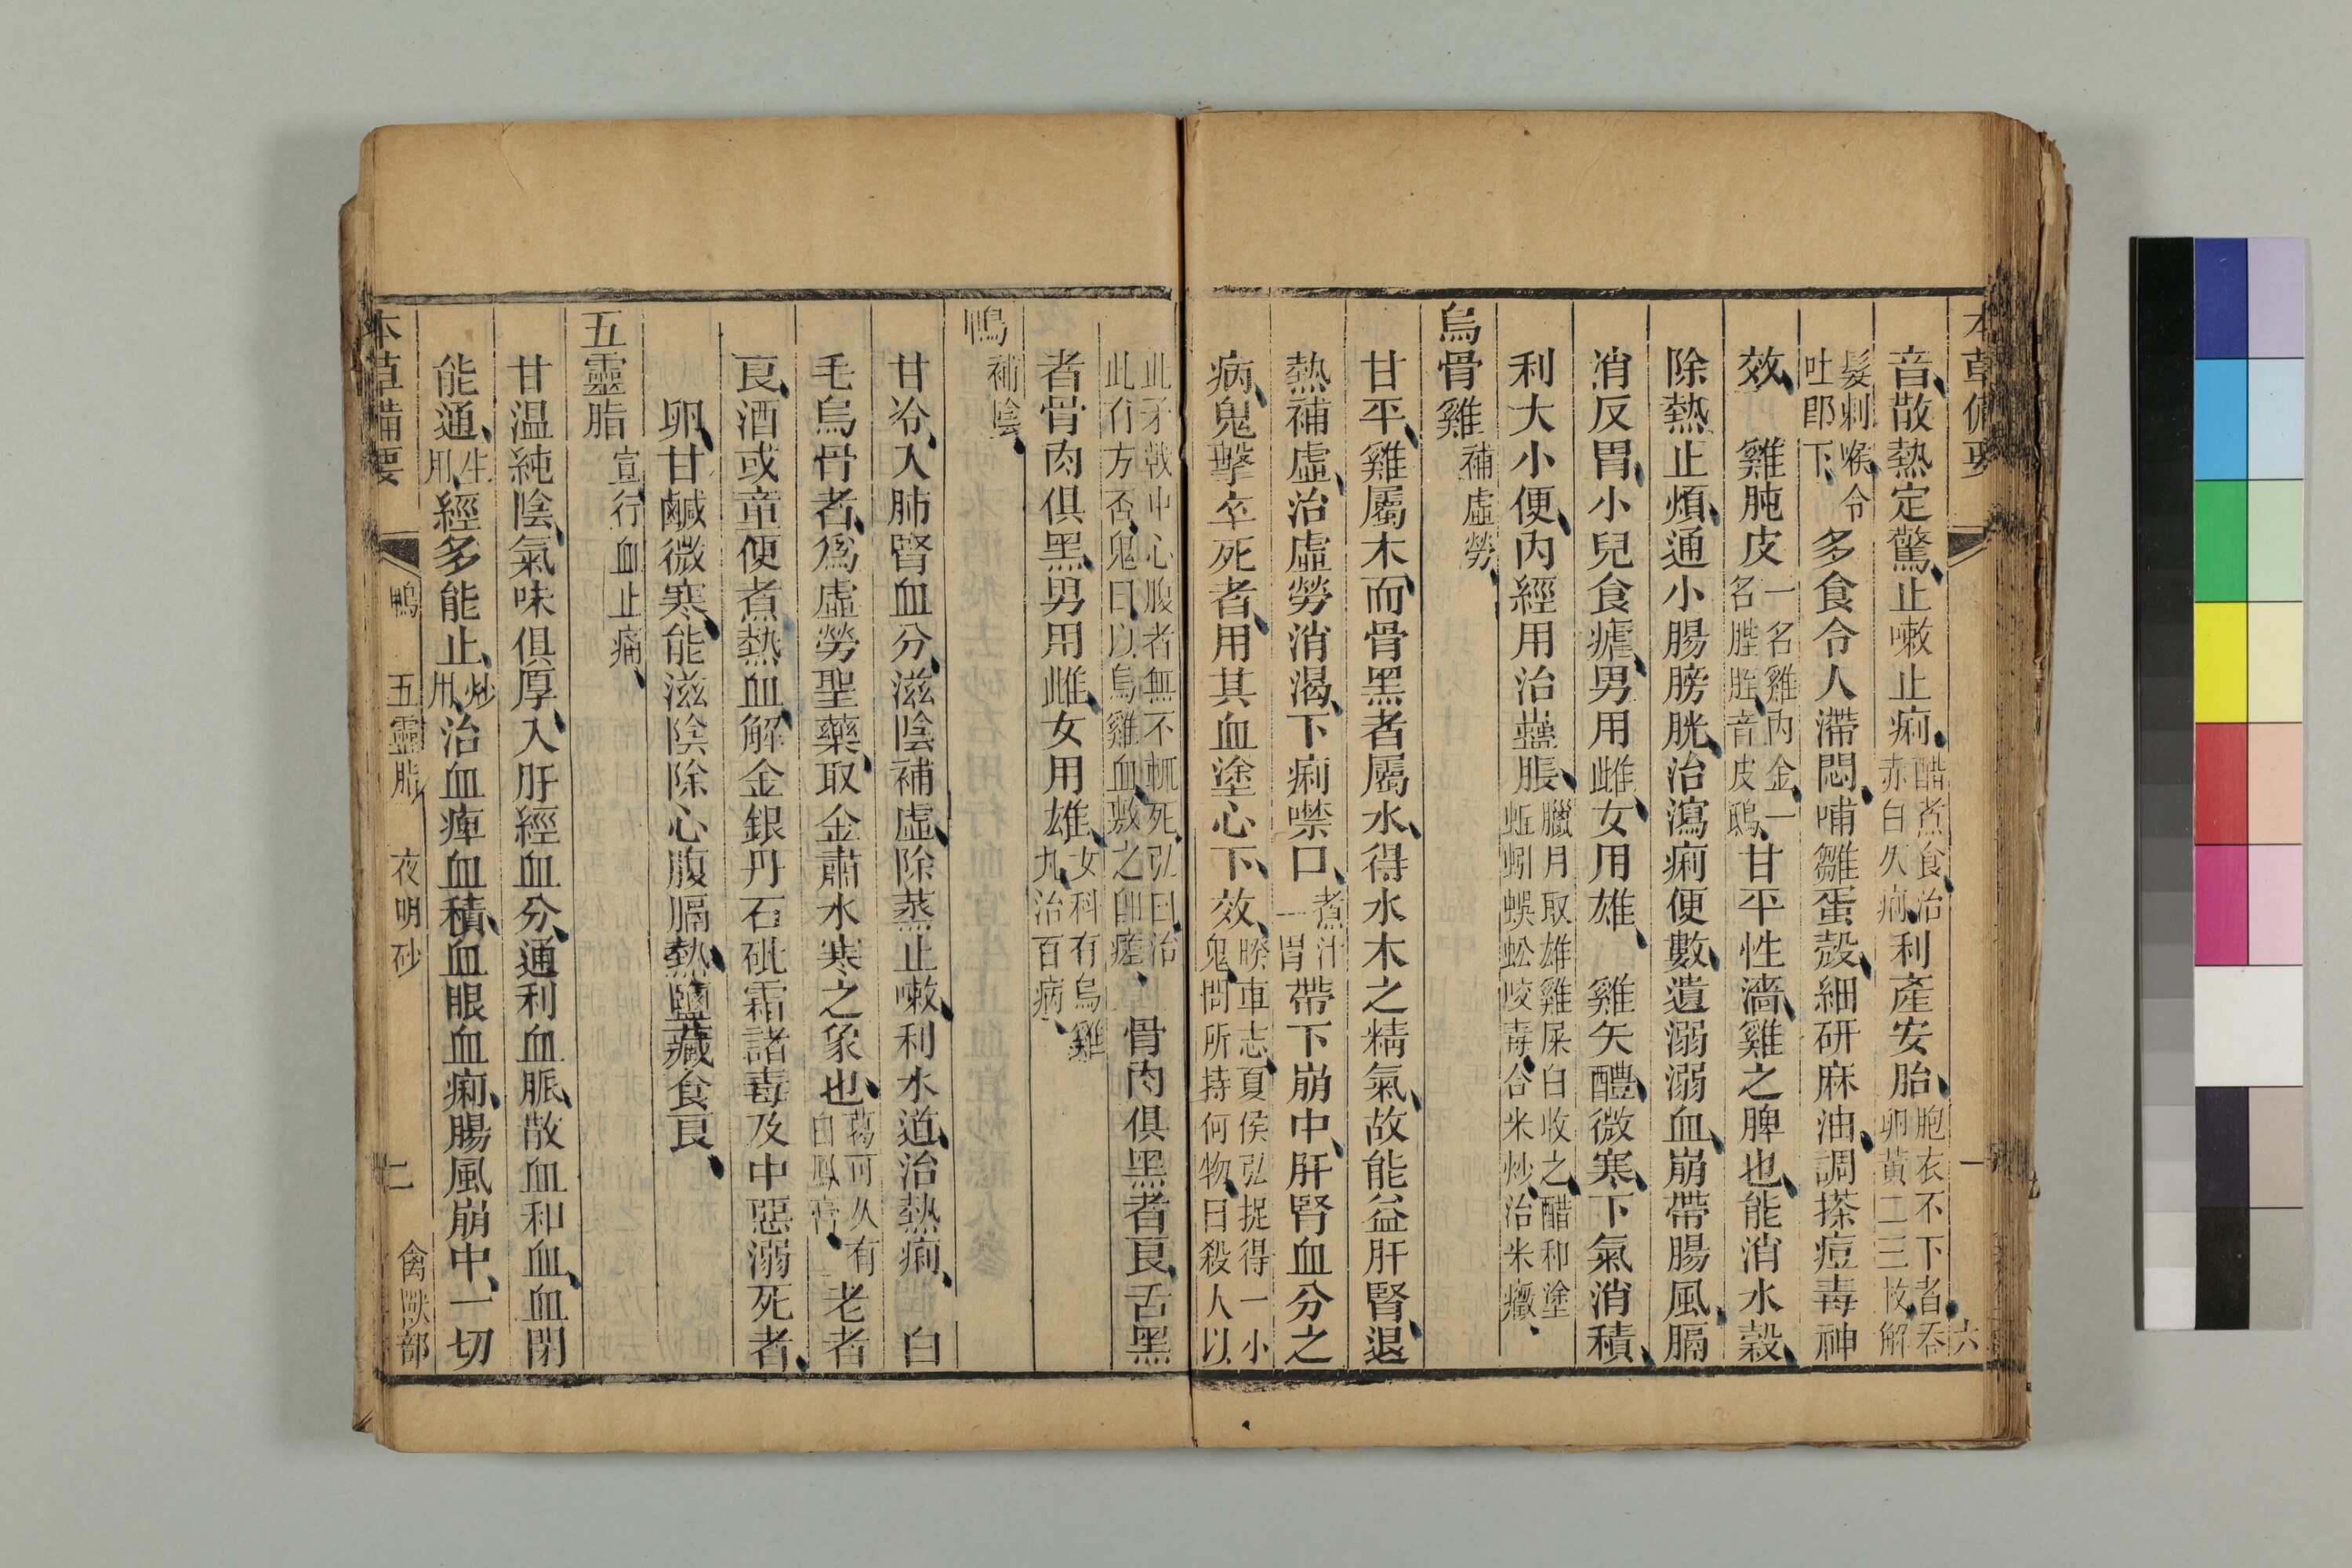 音散熱定驚止嗽止痢醋煮食治赤白久痢利產安胎胞衣不下者吞卵黃二三枚解
髮刺喉令吐卽下多食令人滯悶哺雛蛋殼細研麻油調搽痘毒神
效 雞肫皮一名雞內金一名膍胵音皮鴟甘平性濇雞之脾也能消水穀
除熱止煩通小腸膀胱治瀉痢便數遺溺溺血崩帶腸風膈
消反胃小兒食瘧男用雌女用雄 雞矢醴微寒下氣消積
利大小便內經用治蠱脹臘月取雄雞屎白收之醋和塗蚯蚓蜈蚣咬毒合米炒治米癥
烏骨雞補虛勞
甘平雞屬木而骨黑者屬水得水木之精氣故能益肝腎退
熱補虛治虛勞消渴下痢噤口煮汁一胃帶下崩中肝腎血分之
病鬼擊卒死者用其血塗心下效睽車志夏侯弘捉得一小鬼問所持何物曰殺人以
此矛戟中心腹者無不輒死弘曰治此有方否鬼曰以烏雞血敷之卽瘥 骨肉俱黑者良舌黑
者骨肉俱黑男用雌女用雄女科有烏雞九治百病
鴨補陰
甘冷入肺腎血分滋陰補虛除蒸止嗽利水道治熱痢 白
毛烏骨者爲虛勞聖藥取金肅水寒之象也葛可久有白鳳膏 老者
良酒或童便煮熱血解金銀丹石砒霜諸毒及中惡溺死者
卵甘鹹微寒能滋陰除心腹膈熱鹽藏食良
五靈脂宣行血止痛
甘温純陰氣味俱厚入肝經血分通利血脈散血和血血閉
能通生用經多能止炒用治血痺血積血眼血痢腸風崩中一切
本草備要 鴨 五靈脂 夜明砂 二 禽獸部